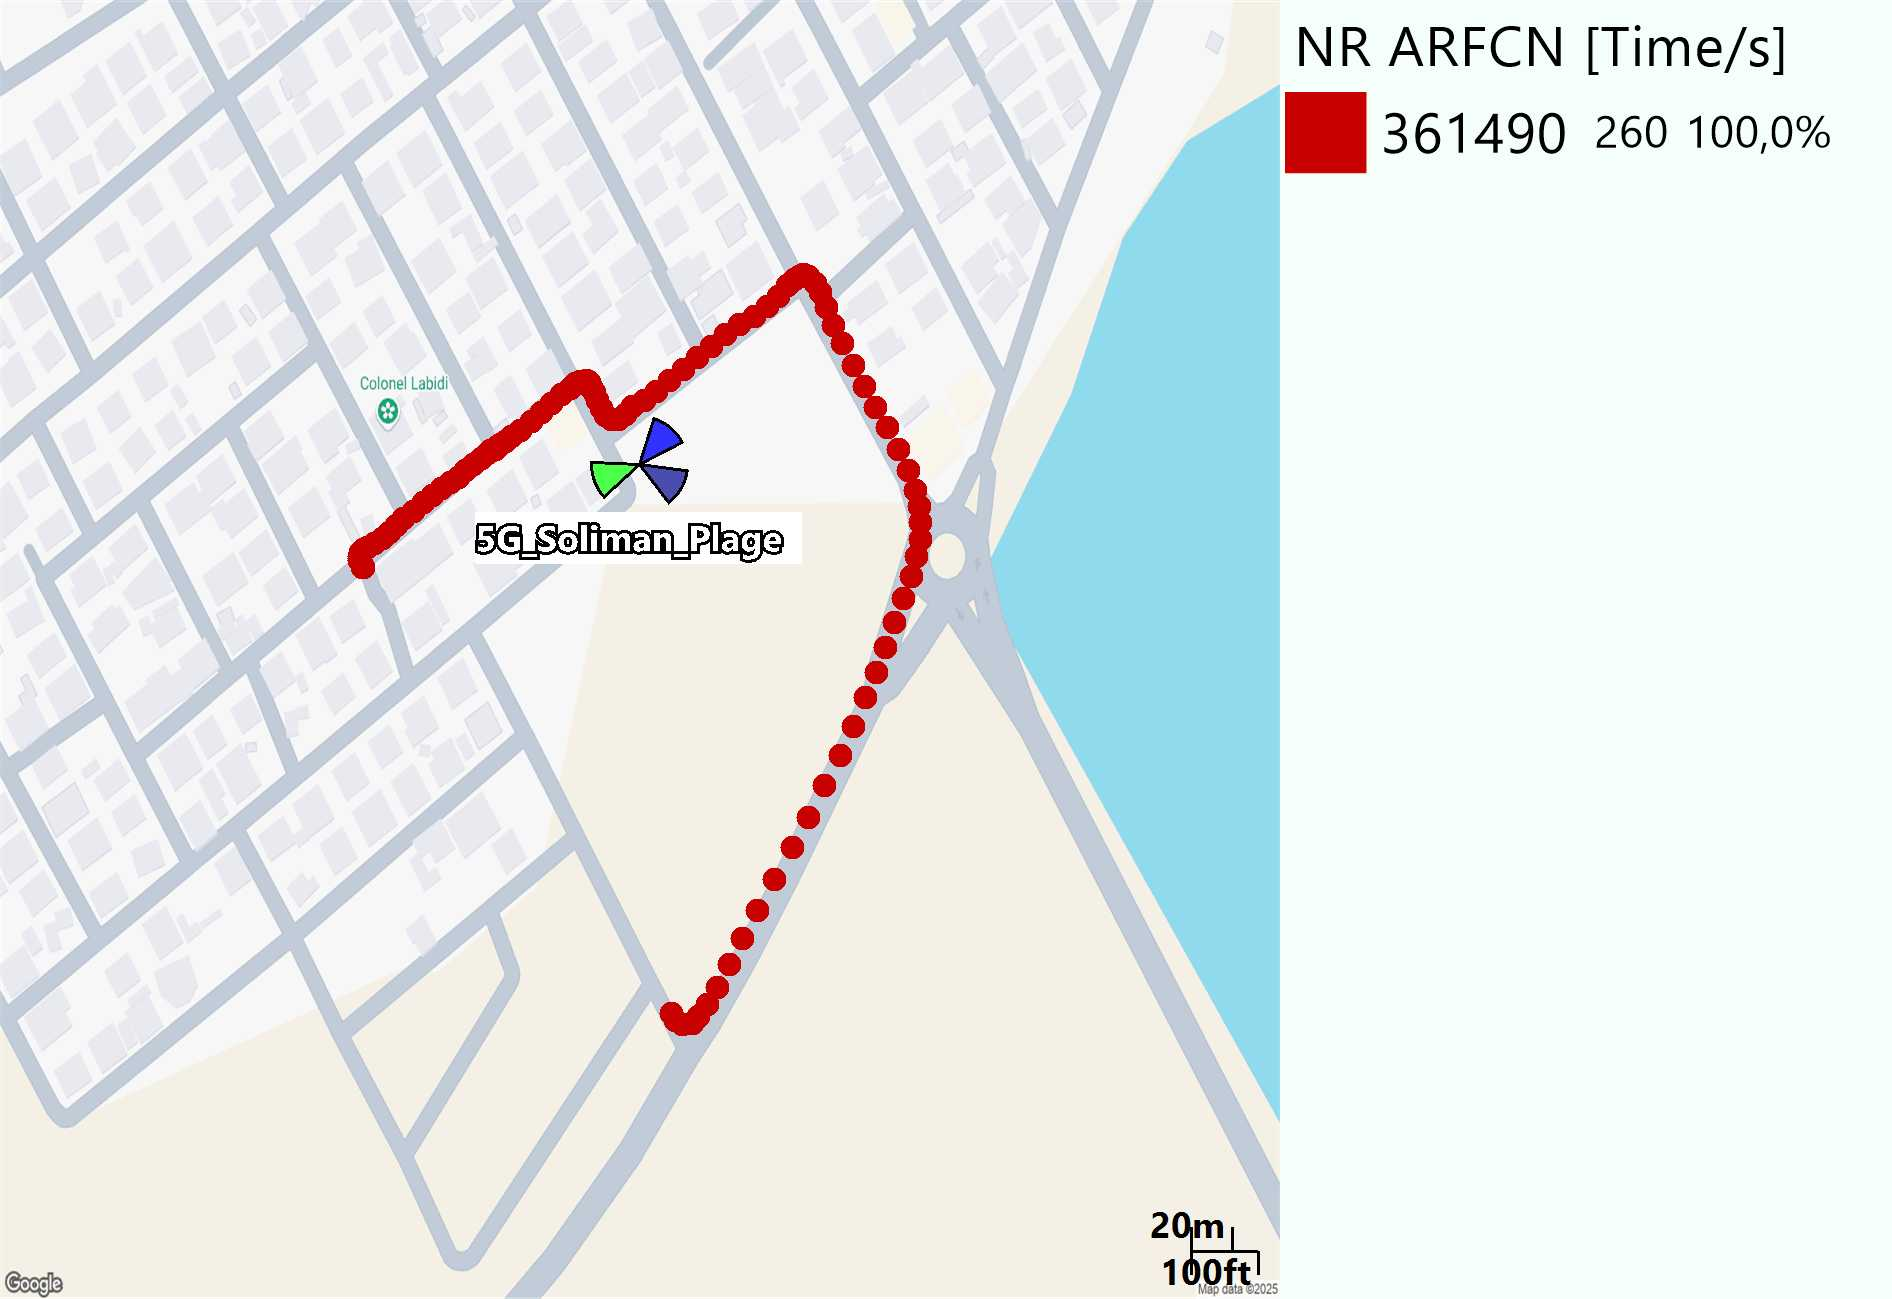 NR ARFCN [Time/s]
361490 260 100,0%
Colonel Labidi
5G_Soliman_Plage
20m
100ft
Google
Map data ©2025